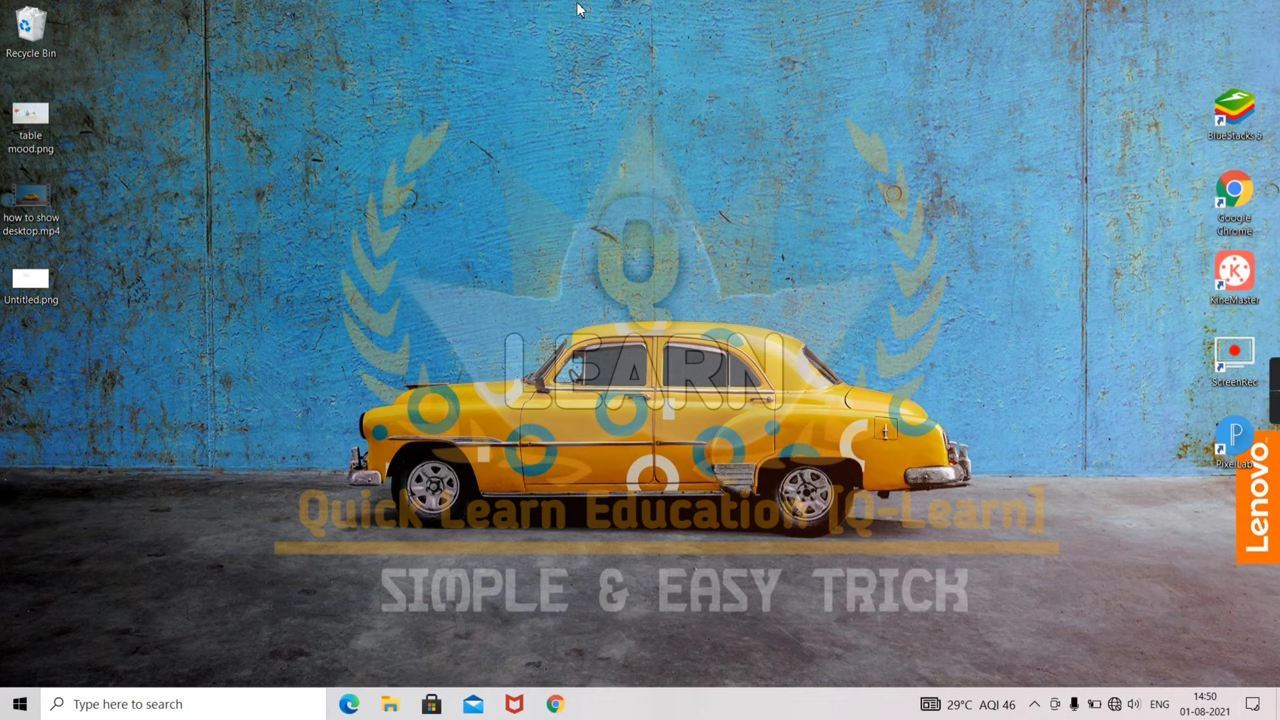 Recycle Bin
table
mood.png
how to show
desktop.mp4
Untitled.png
BlueStacks 5
Google
Chrome
KineMaster
ScreenRec
PixelLab
Lenovo
Q
LEARN
Quick Learn Education [Q-Learn]
SIMPLE & EASY TRICK
Type here to search
29°C AQI 46
ENG
14:50
01-08-2021